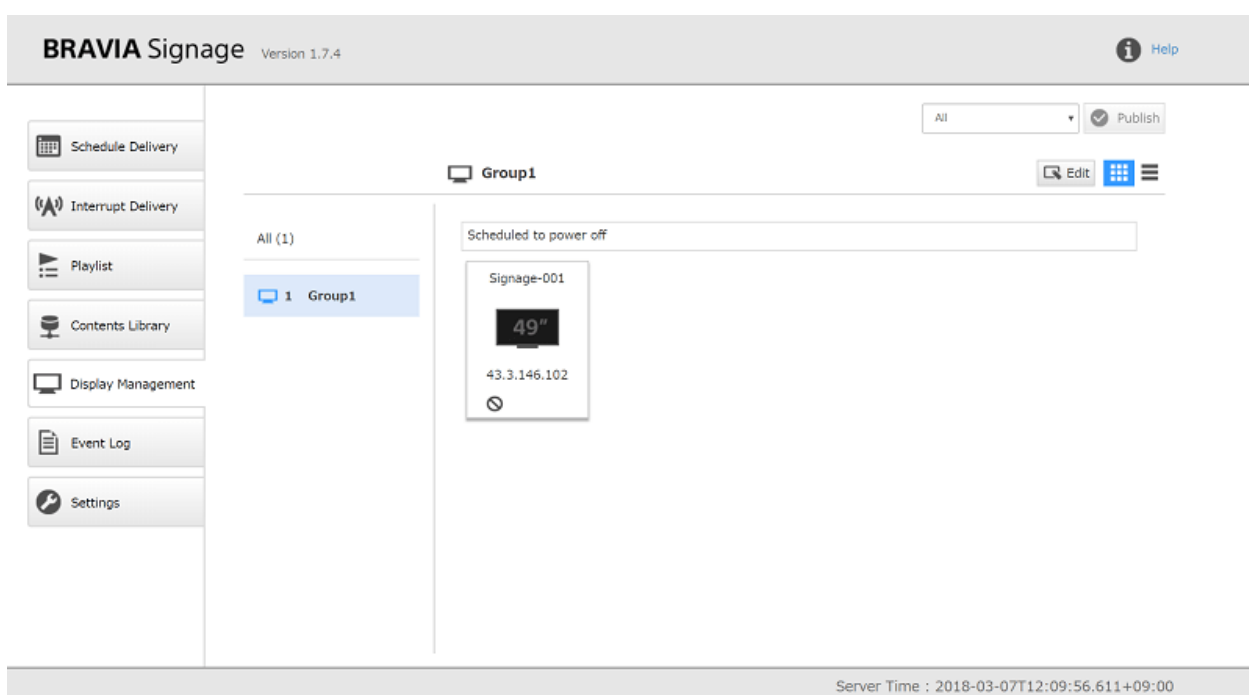 BRAVIA Signage Version 1.7.4
Help
All
Publish
Schedule Delivery
Interrupt Delivery
Playlist
Contents Library
Display Management
Event Log
Settings
Group1
Edit
All (1)
1 Group1
Scheduled to power off
Signage-001
49"
43.3.146.102
Server Time : 2018-03-07T12:09:56.611+09:00